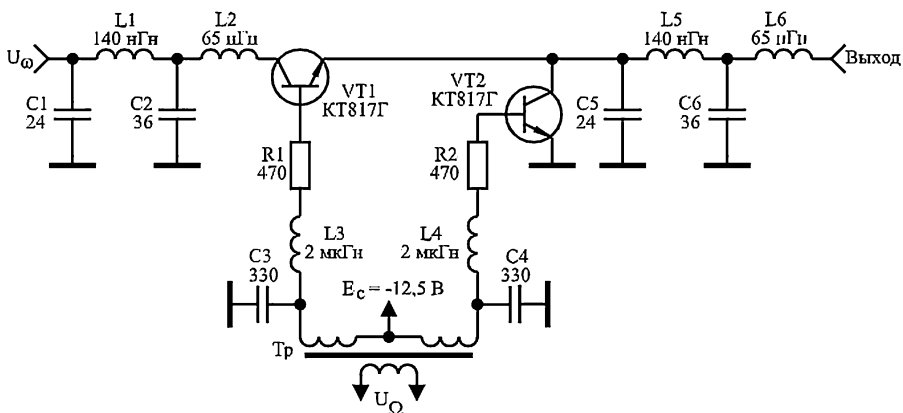 L1
140 нГн
L2
65 нГн
L5
140 нГн
L6
65 нГн
Uω
Выход
C1
24
C2
36
VT1
КТ817Г
VT2
КТ817Г
C5
24
C6
36
R1
470
R2
470
L3
2 мкГн
L4
2 мкГн
C3
330
C4
330
Eс = -12,5 В
Тр
UΩ